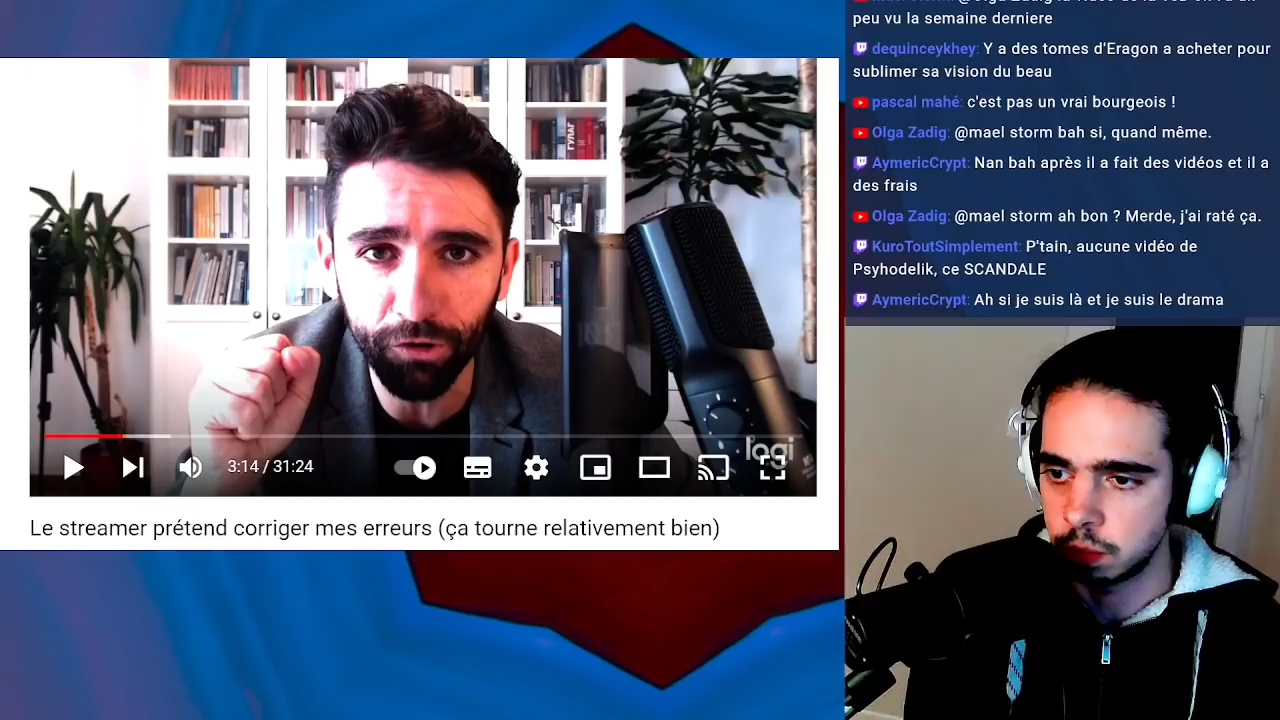 peu vu la semaine derniere
dequinceykhey: Y a des tomes d'Eragon a acheter pour
sublimer sa vision du beau
pascal mahé: c'est pas un vrai bourgeois !
Olga Zadig: @mael storm bah si, quand même.
AymericCrypt: Nan bah après il a fait des vidéos et il a
des frais
Olga Zadig: @mael storm ah bon ? Merde, j'ai raté ça.
KuroToutSimplement: P'tain, aucune vidéo de
Psyhodelik, ce SCANDALE
AymericCrypt: Ah si je suis là et je suis le drama
ГУЛАГ
logi
3:14 / 31:24
Le streamer prétend corriger mes erreurs (ça tourne relativement bien)